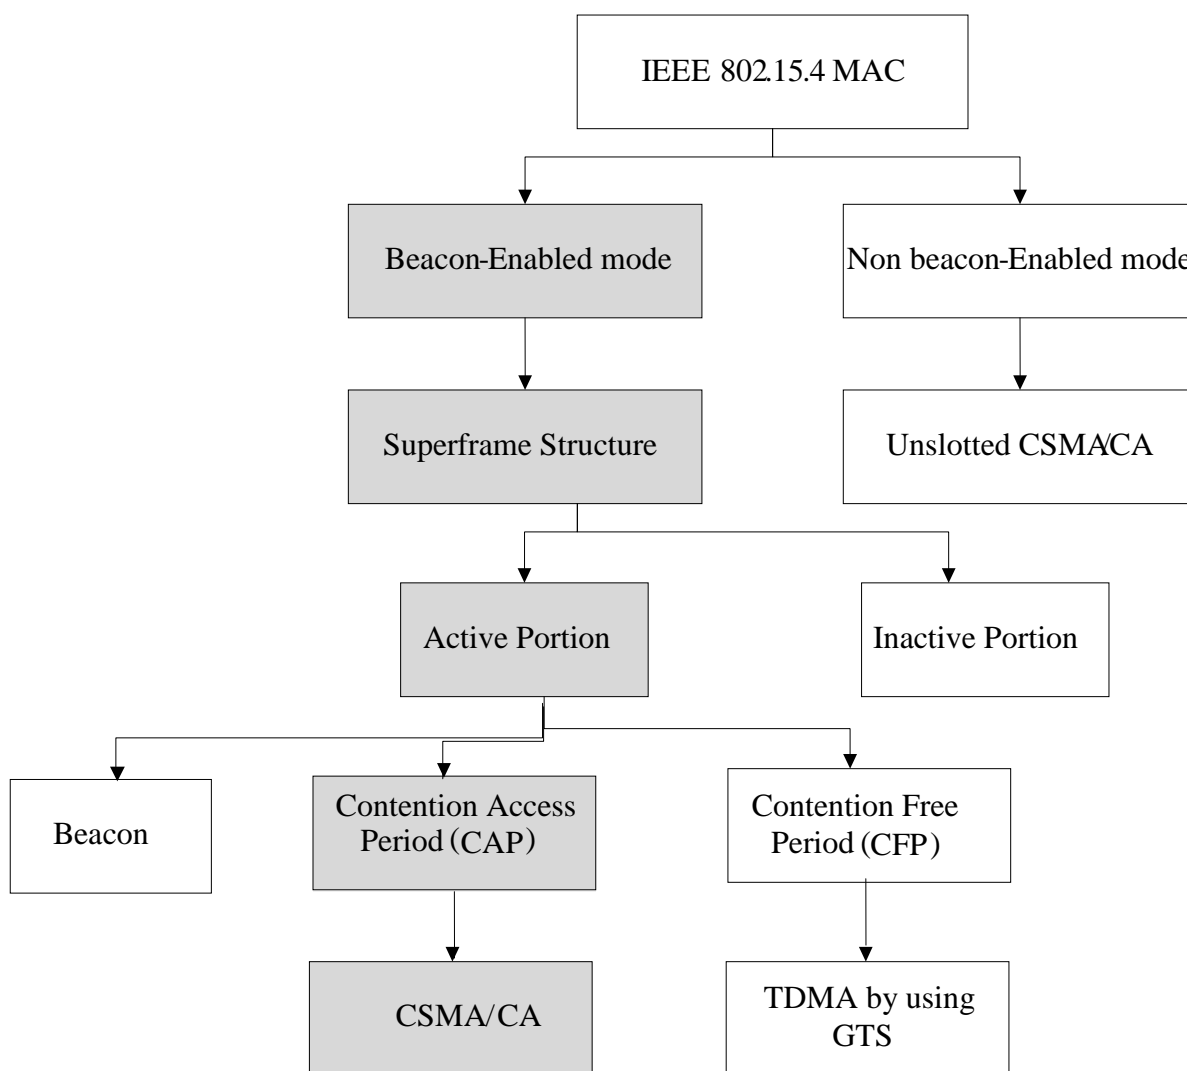 IEEE 802.15.4 MAC
Beacon-Enabled mode
Non beacon-Enabled mode
Superframe Structure
Unslotted CSMA/CA
Active Portion
Inactive Portion
Beacon
Contention Access
Period (CAP)
Contention Free
Period (CFP)
CSMA/CA
TDMA by using
GTS